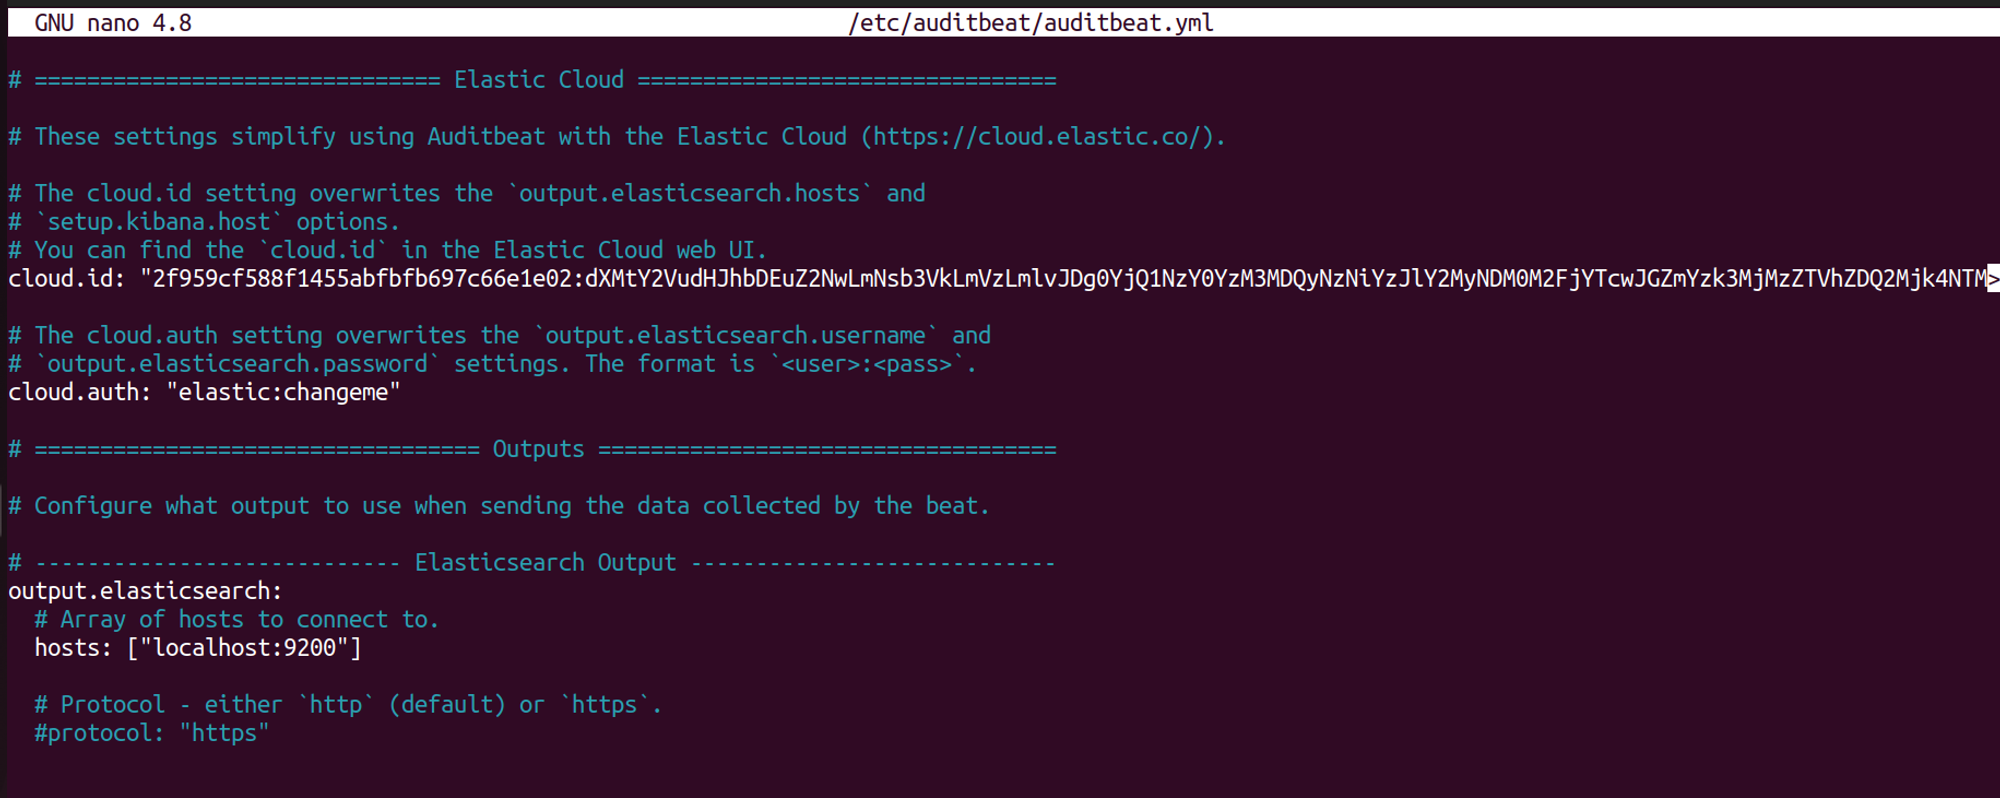 GNU nano 4.8 /etc/auditbeat/auditbeat.yml
# =============================== Elastic Cloud ================================
# These settings simplify using Auditbeat with the Elastic Cloud (https://cloud.elastic.co/).
# The cloud.id setting overwrites the `output.elasticsearch.hosts` and
# `setup.kibana.host` options.
# You can find the `cloud.id` in the Elastic Cloud web UI.
cloud.id: "2f959cf588f1455abfbfb697c66e1e02:dXMtY2VudHJhbDEuZ2NwLmNsb3VkLmVzLmlvJDg0YjQ1NzY0YzM3MDQyNzNiYzJlY2MyNDM0M2FjYTcwJGZmYzk3MjMzZTVhZDQ2Mjk4NTM>
# The cloud.auth setting overwrites the `output.elasticsearch.username` and
# `output.elasticsearch.password` settings. The format is `<user>:<pass>`.
cloud.auth: "elastic:changeme"
# ================================== Outputs ===================================
# Configure what output to use when sending the data collected by the beat.
# ---------------------------- Elasticsearch Output ----------------------------
output.elasticsearch:
# Array of hosts to connect to.
hosts: ["localhost:9200"]
# Protocol - either `http` (default) or `https`.
#protocol: "https"